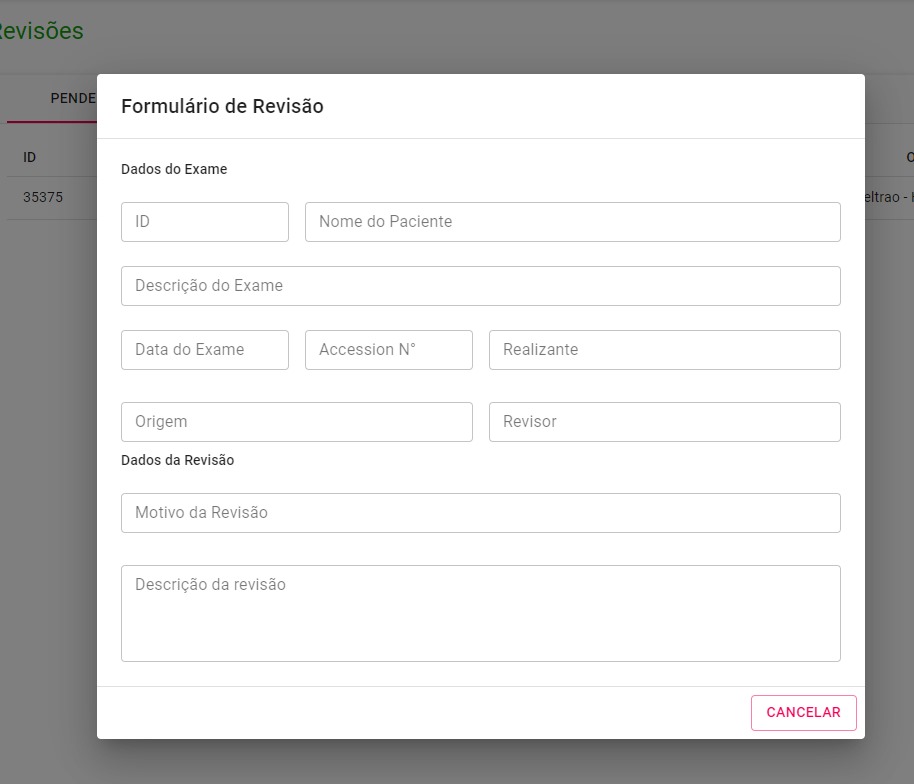 Revisões
PENDE
ID
35375
eltrao - H
Formulário de Revisão
Dados do Exame
ID
Nome do Paciente
Descrição do Exame
Data do Exame
Accession N°
Realizante
Origem
Revisor
Dados da Revisão
Motivo da Revisão
Descrição da revisão
CANCELAR